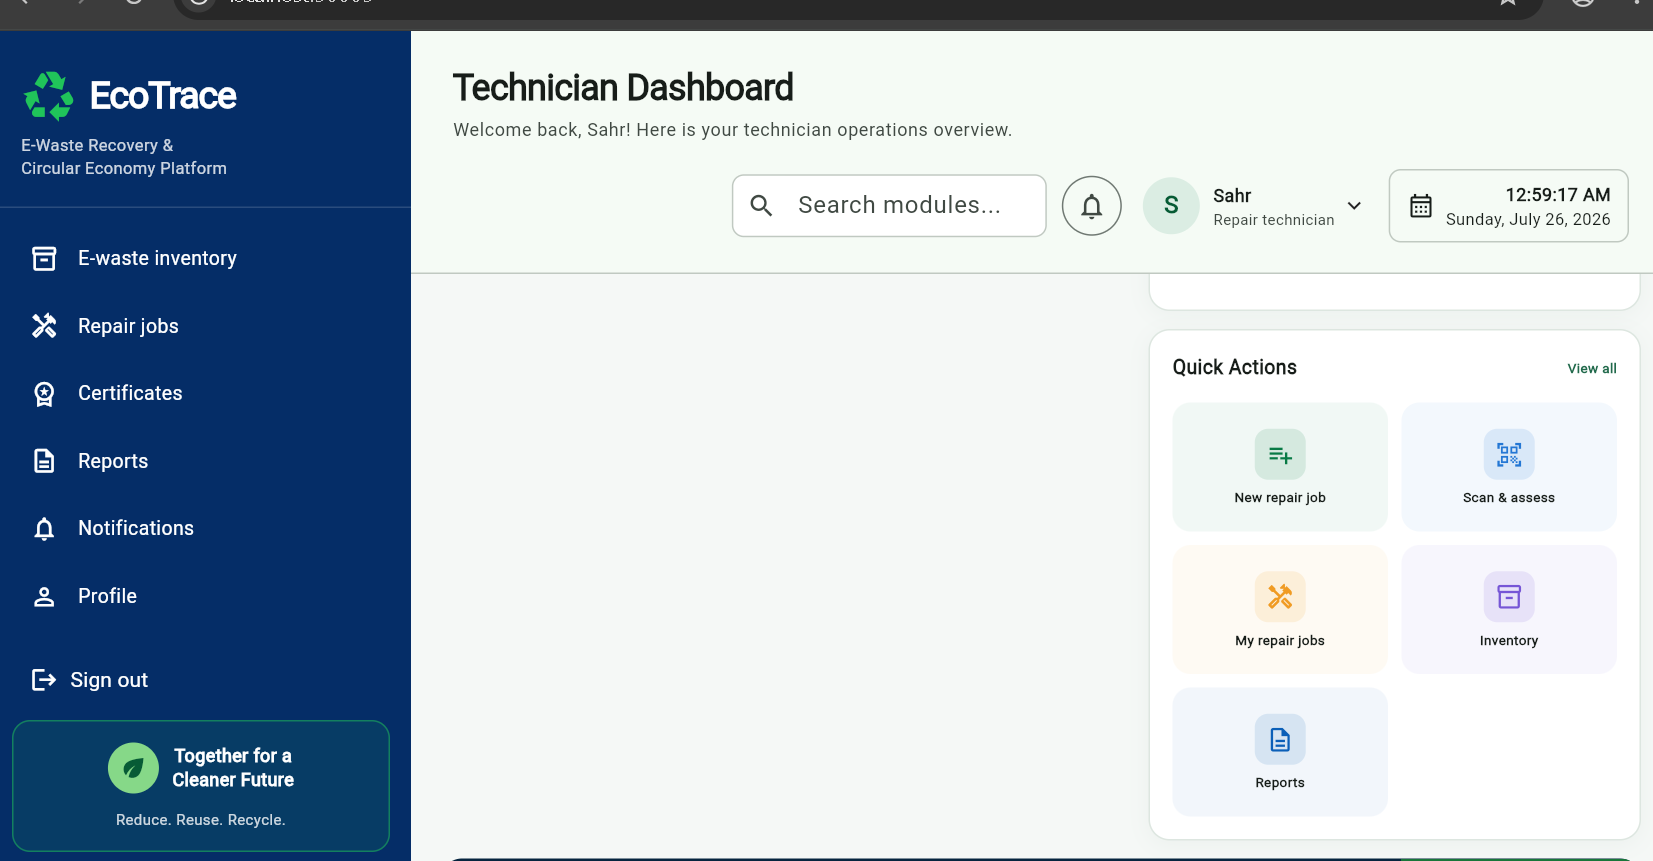 EcoTrace
E-Waste Recovery &
Circular Economy Platform
E-waste inventory
Repair jobs
Certificates
Reports
Notifications
Profile
Sign out
Together for a
Cleaner Future
Reduce. Reuse. Recycle.
Technician Dashboard
Welcome back, Sahr! Here is your technician operations overview.
Search modules...
S
Sahr
Repair technician
12:59:17 AM
Sunday, July 26, 2026
Quick Actions
View all
New repair job
Scan & assess
My repair jobs
Inventory
Reports